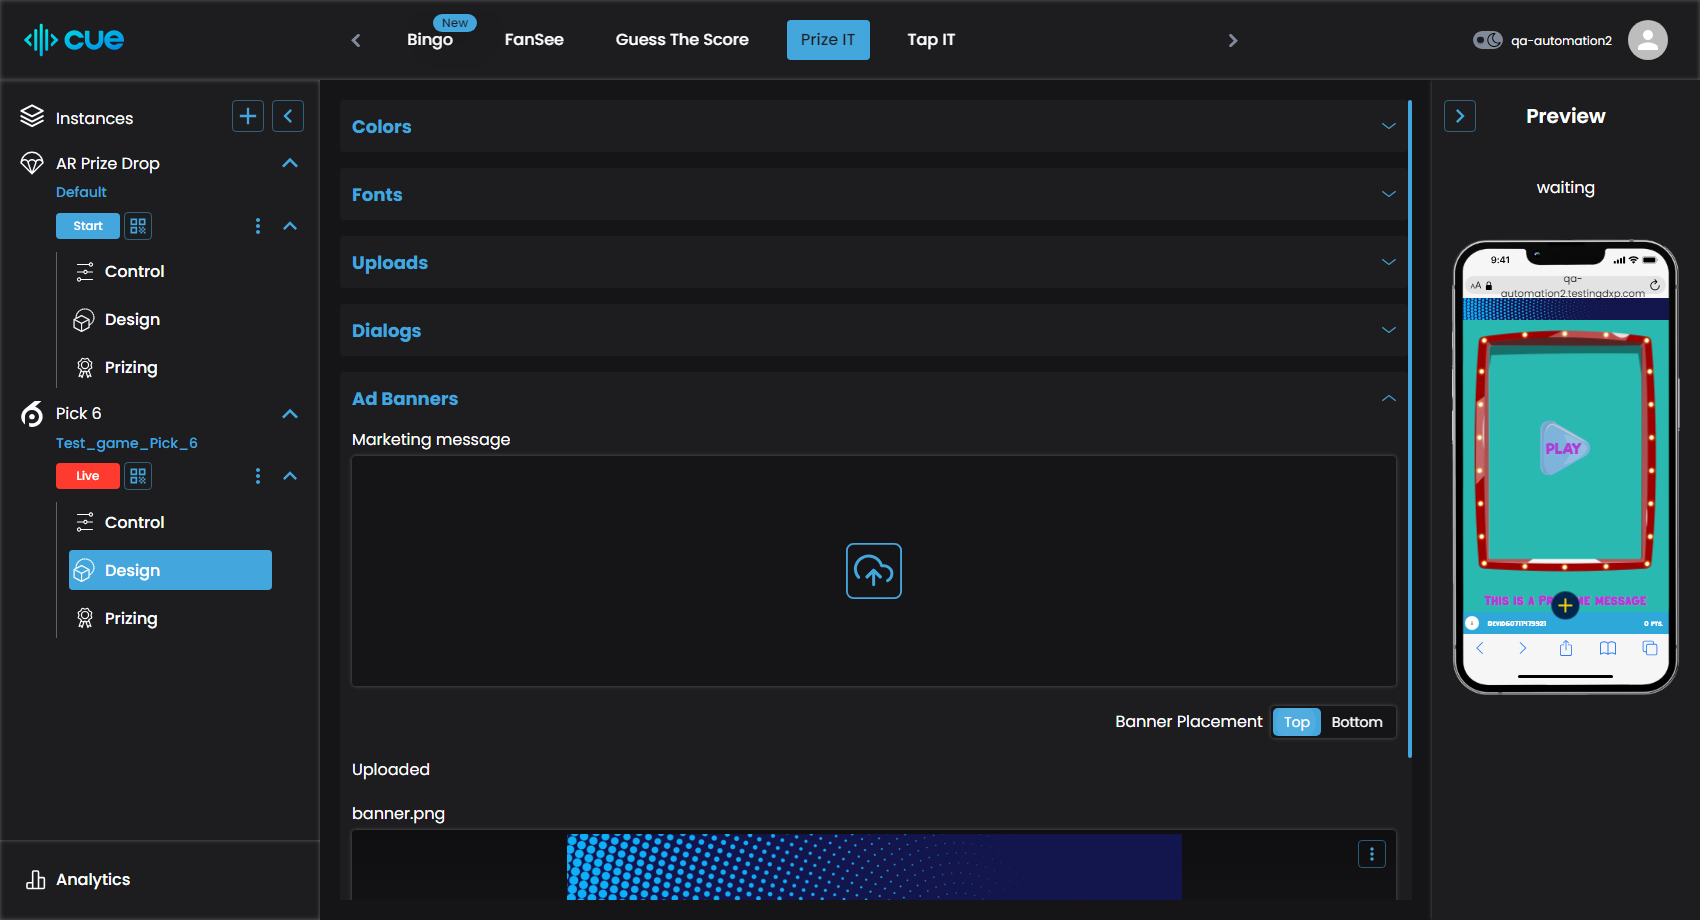 cue
New
Bingo
FanSee
Guess The Score
Prize IT
Tap IT
qa-automation2
Instances
AR Prize Drop
Default
Start
Control
Design
Prizing
Pick 6
Test_game_Pick_6
Live
Control
Design
Prizing
Analytics
Colors
Fonts
Uploads
Dialogs
Ad Banners
Marketing message
Banner Placement
Top
Bottom
Uploaded
banner.png
Preview
waiting
9:41
AA
qa-
automation2.testingdxp.com
PLAY
THIS IS A
MESSAGE
0 PTS.